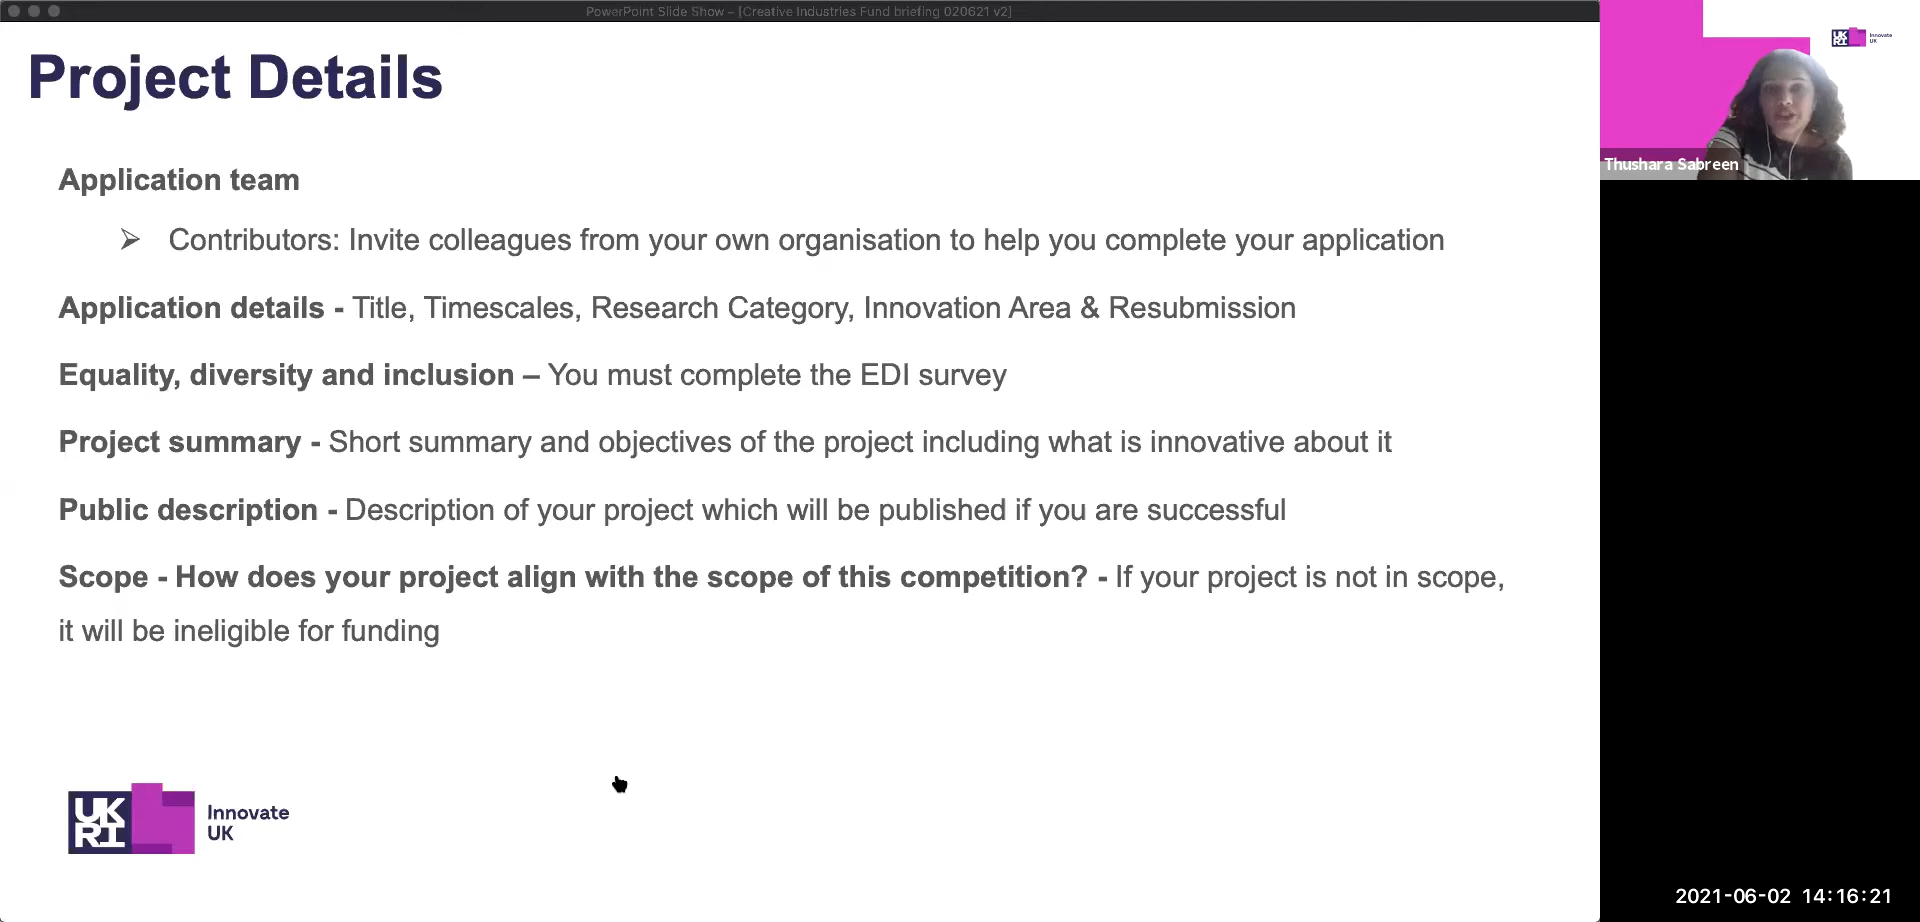 PowerPoint Slide Show – [Creative Industries Fund briefing 020621 v2]
Project Details
Application team
Contributors: Invite colleagues from your own organisation to help you complete your application
Application details - Title, Timescales, Research Category, Innovation Area & Resubmission
Equality, diversity and inclusion – You must complete the EDI survey
Project summary - Short summary and objectives of the project including what is innovative about it
Public description - Description of your project which will be published if you are successful
Scope - How does your project align with the scope of this competition? - If your project is not in scope,
it will be ineligible for funding
UK
RI
Innovate
UK
UK
RI
Innovate
UK
Thushara Sabreen
2021-06-02 14:16:21